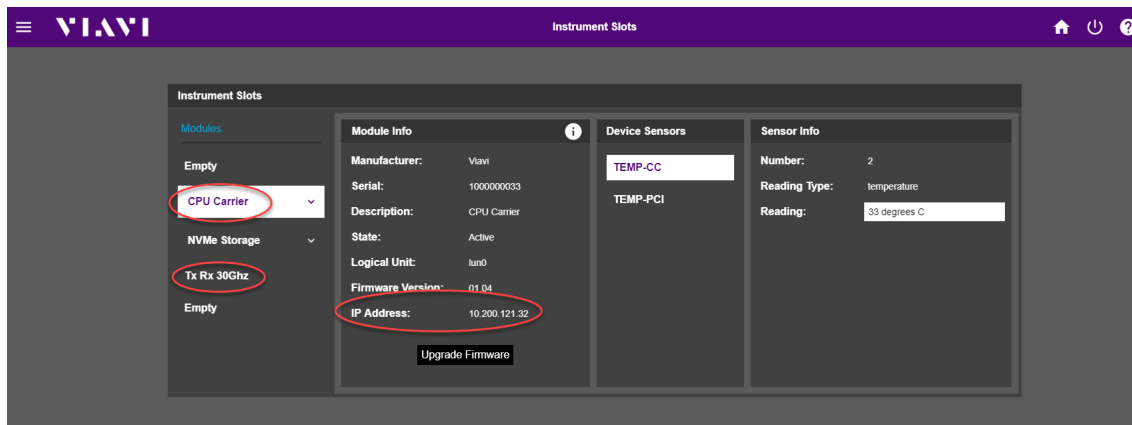 VIAVI
Instrument Slots
Instrument Slots
Modules
Empty
CPU Carrier
NVMe Storage
Tx Rx 30Ghz
Empty
Module Info
Manufacturer: Viavi
Serial: 1000000033
Description: CPU Carrier
State: Active
Logical Unit: lun0
Firmware Version: 01.04
IP Address: 10.200.121.32
Upgrade Firmware
Device Sensors
TEMP-CC
TEMP-PCI
Sensor Info
Number: 2
Reading Type: temperature
Reading: 33 degrees C